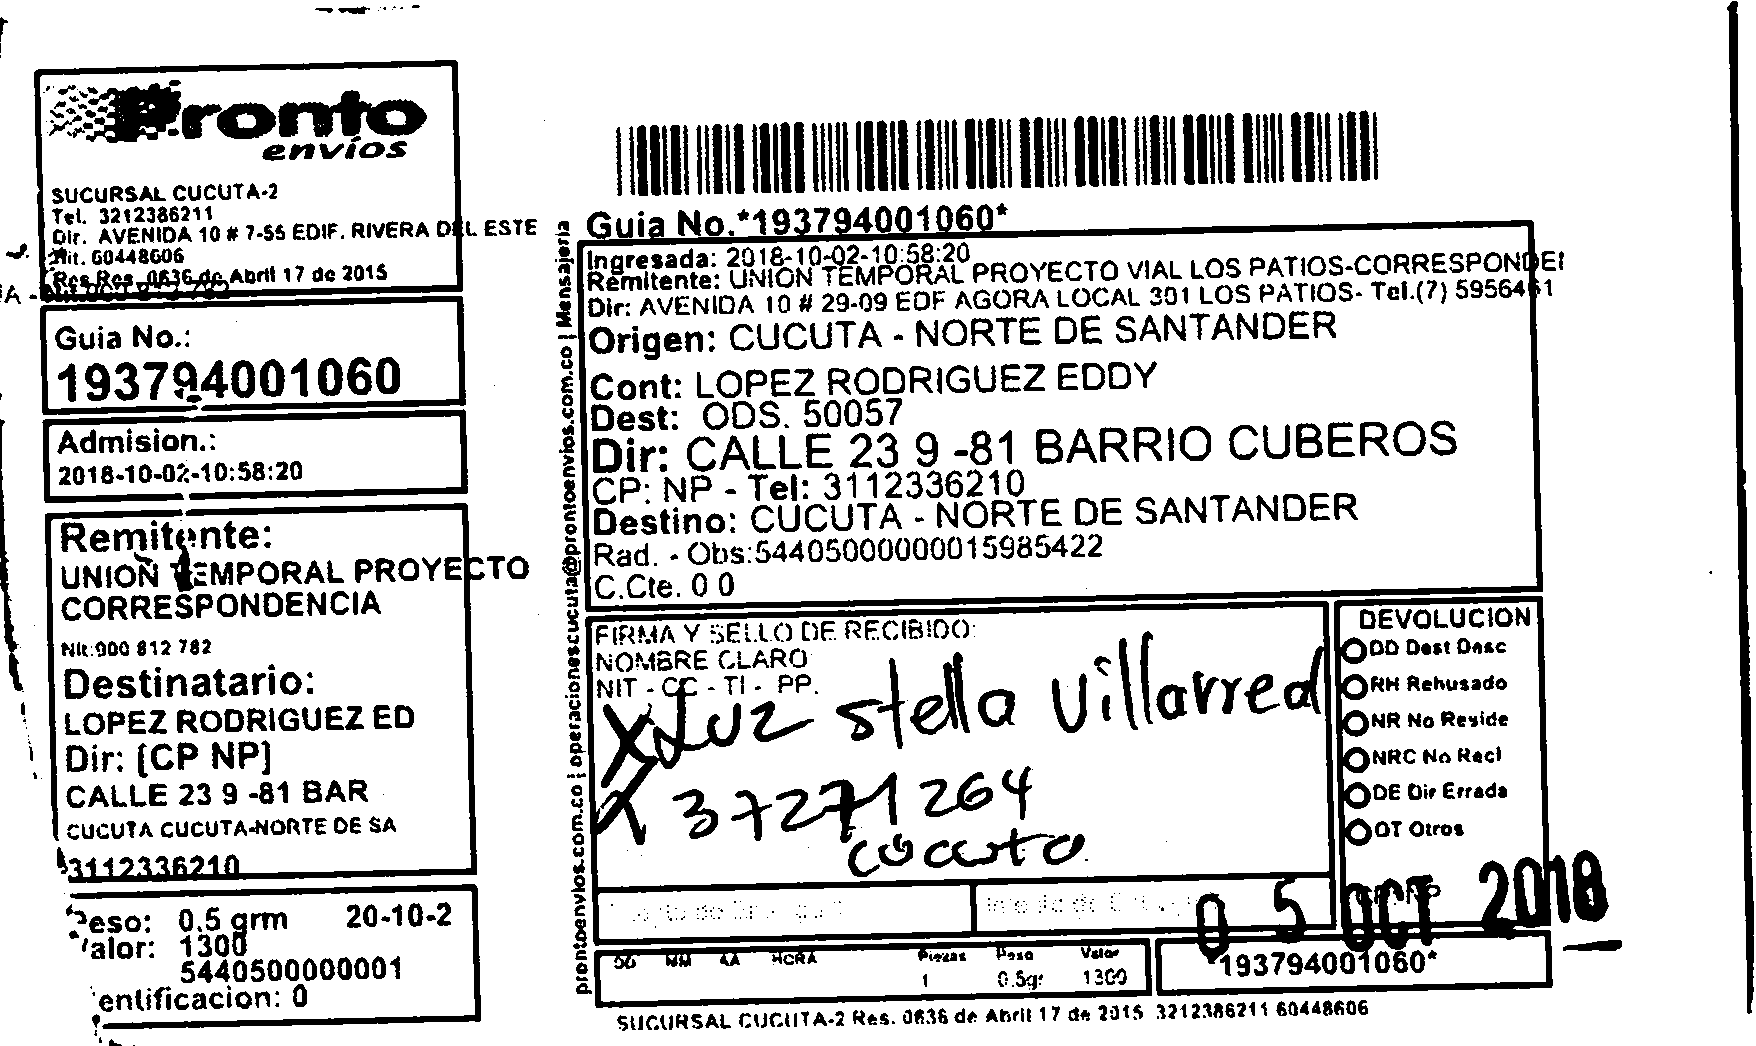 Pronto
envíos
SUCURSAL CUCUTA-2
Tel. 3212386211
Dir. AVENIDA 10 # 7-55 EDIF. RIVERA DEL ESTE
Nit. 60448606
Res.Res. 0636 de Abril 17 de 2015
Guia No.:
193794001060
Admision.:
2018-10-02-10:58:20
Remitente:
UNION TEMPORAL PROYECTO
CORRESPONDENCIA
Nit:900 812 782
Destinatario:
LOPEZ RODRIGUEZ ED
Dir: [CP NP]
CALLE 23 9 -81 BAR
CUCUTA CUCUTA-NORTE DE SA
3112336210
Peso: 0.5 grm 20-10-2
Valor: 1300
5440500000001
entificacion: 0
prontoenvios.com.co | operacionescucuta@prontoenvios.com.co | Mensajeria
Guia No.*193794001060*
Ingresada: 2018-10-02-10:58:20
Remitente: UNION TEMPORAL PROYECTO VIAL LOS PATIOS-CORRESPONDEI
Dir: AVENIDA 10 # 29-09 EDF AGORA LOCAL 301 LOS PATIOS- Tel.(7) 5956461
Origen: CUCUTA - NORTE DE SANTANDER
Cont: LOPEZ RODRIGUEZ EDDY
Dest: ODS. 50057
Dir: CALLE 23 9 -81 BARRIO CUBEROS
CP: NP - Tel: 3112336210
Destino: CUCUTA - NORTE DE SANTANDER
Rad. - Obs:54405000000015985422
C.Cte. 0 0
FIRMA Y SELLO DE RECIBIDO:
NOMBRE CLARO
NIT - CC - TI - PP.
X Luz Stella Villarreal
X 37271264
cucuta
DEVOLUCION
DD Dest Desc
RH Rehusado
NR No Reside
NRC No Recl
DE Dir Errada
OT Otros
05 OCT 2018
DD MM AA HORA Piezas Peso Valor
1 0.5gr 1300
*193794001060*
SUCURSAL CUCUTA-2 Res. 0636 de Abril 17 de 2015 3212386211 60448606